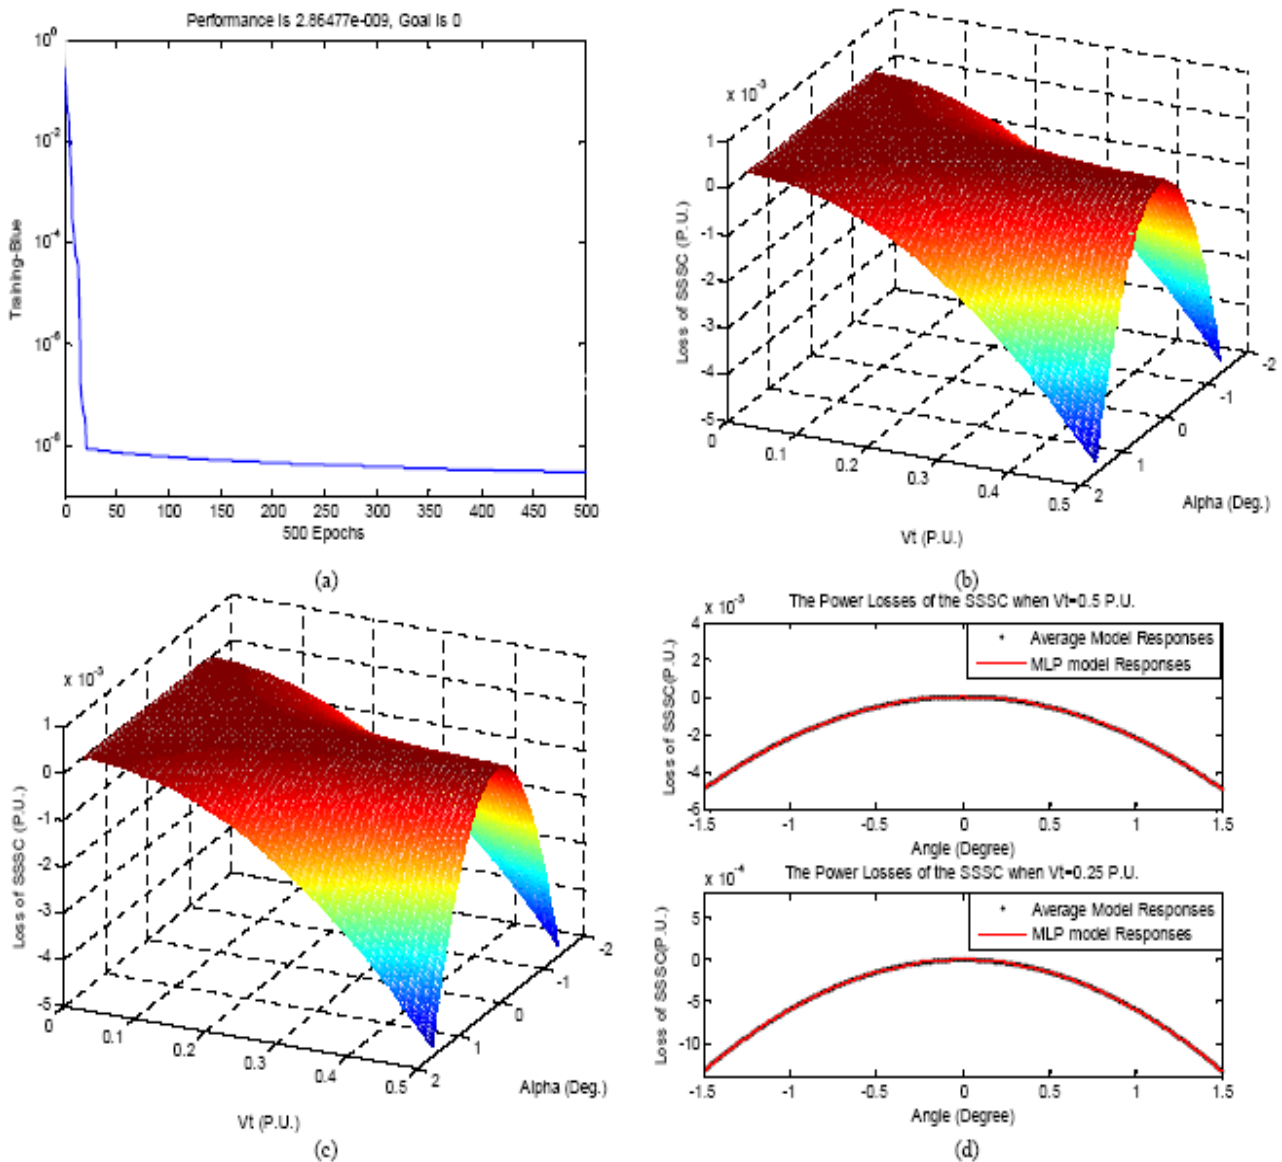 Performance is 2.86477e-009, Goal is 0
10^0
10^-2
10^-4
10^-6
10^-8
Training-Blue
0 50 100 150 200 250 300 350 400 450 500
500 Epochs
(a)
x 10^-3
1
0
-1
-2
-3
-4
-5
Loss of SSSC (P.U.)
0 0.1 0.2 0.3 0.4 0.5
Vt (P.U.)
-2
-1
0
1
2
Alpha (Deg.)
(b)
x 10^-3
1
0
-1
-2
-3
-4
-5
Loss of SSSC (P.U.)
0 0.1 0.2 0.3 0.4 0.5
Vt (P.U.)
-2
-1
0
1
2
Alpha (Deg.)
(c)
The Power Losses of the SSSC when Vt=0.5 P.U.
x 10^-3
4
2
0
-2
-4
-6
Loss of SSSC(P.U.)
Average Model Responses
MLP model Responses
-1.5 -1 -0.5 0 0.5 1 1.5
Angle (Degree)
The Power Losses of the SSSC when Vt=0.25 P.U.
x 10^-4
5
0
-5
-10
Loss of SSSC(P.U.)
Average Model Responses
MLP model Responses
-1.5 -1 -0.5 0 0.5 1 1.5
Angle (Degree)
(d)